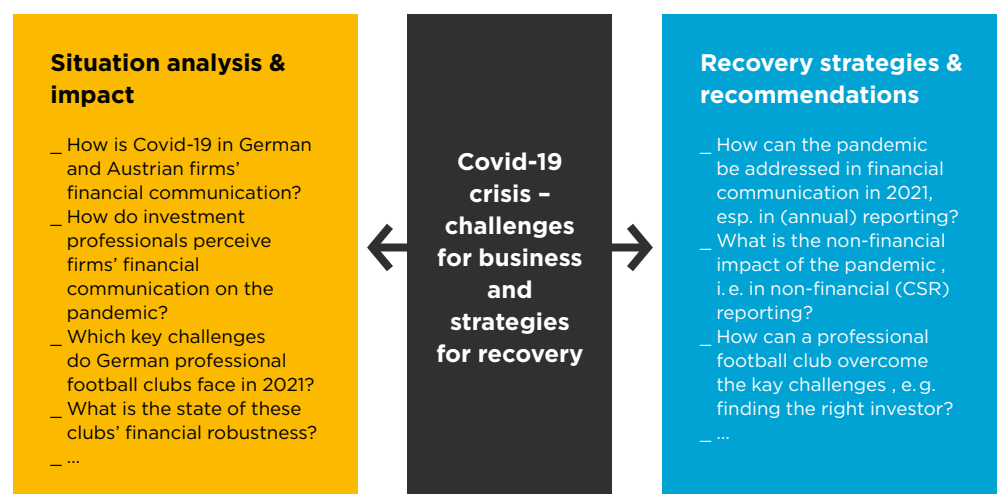 Situation analysis &
impact
_ How is Covid-19 in German
and Austrian firms’
financial communication?
_ How do investment
professionals perceive
firms’ financial
communication on the
pandemic?
_ Which key challenges
do German professional
football clubs face in 2021?
_ What is the state of these
clubs’ financial robustness?
_ ...
Covid-19
crisis –
challenges
for business
and
strategies
for recovery
Recovery strategies &
recommendations
_ How can the pandemic
be addressed in financial
communication in 2021,
esp. in (annual) reporting?
_ What is the non-financial
impact of the pandemic ,
i. e. in non-financial (CSR)
reporting?
_ How can a professional
football club overcome
the kay challenges , e. g.
finding the right investor?
_ ...